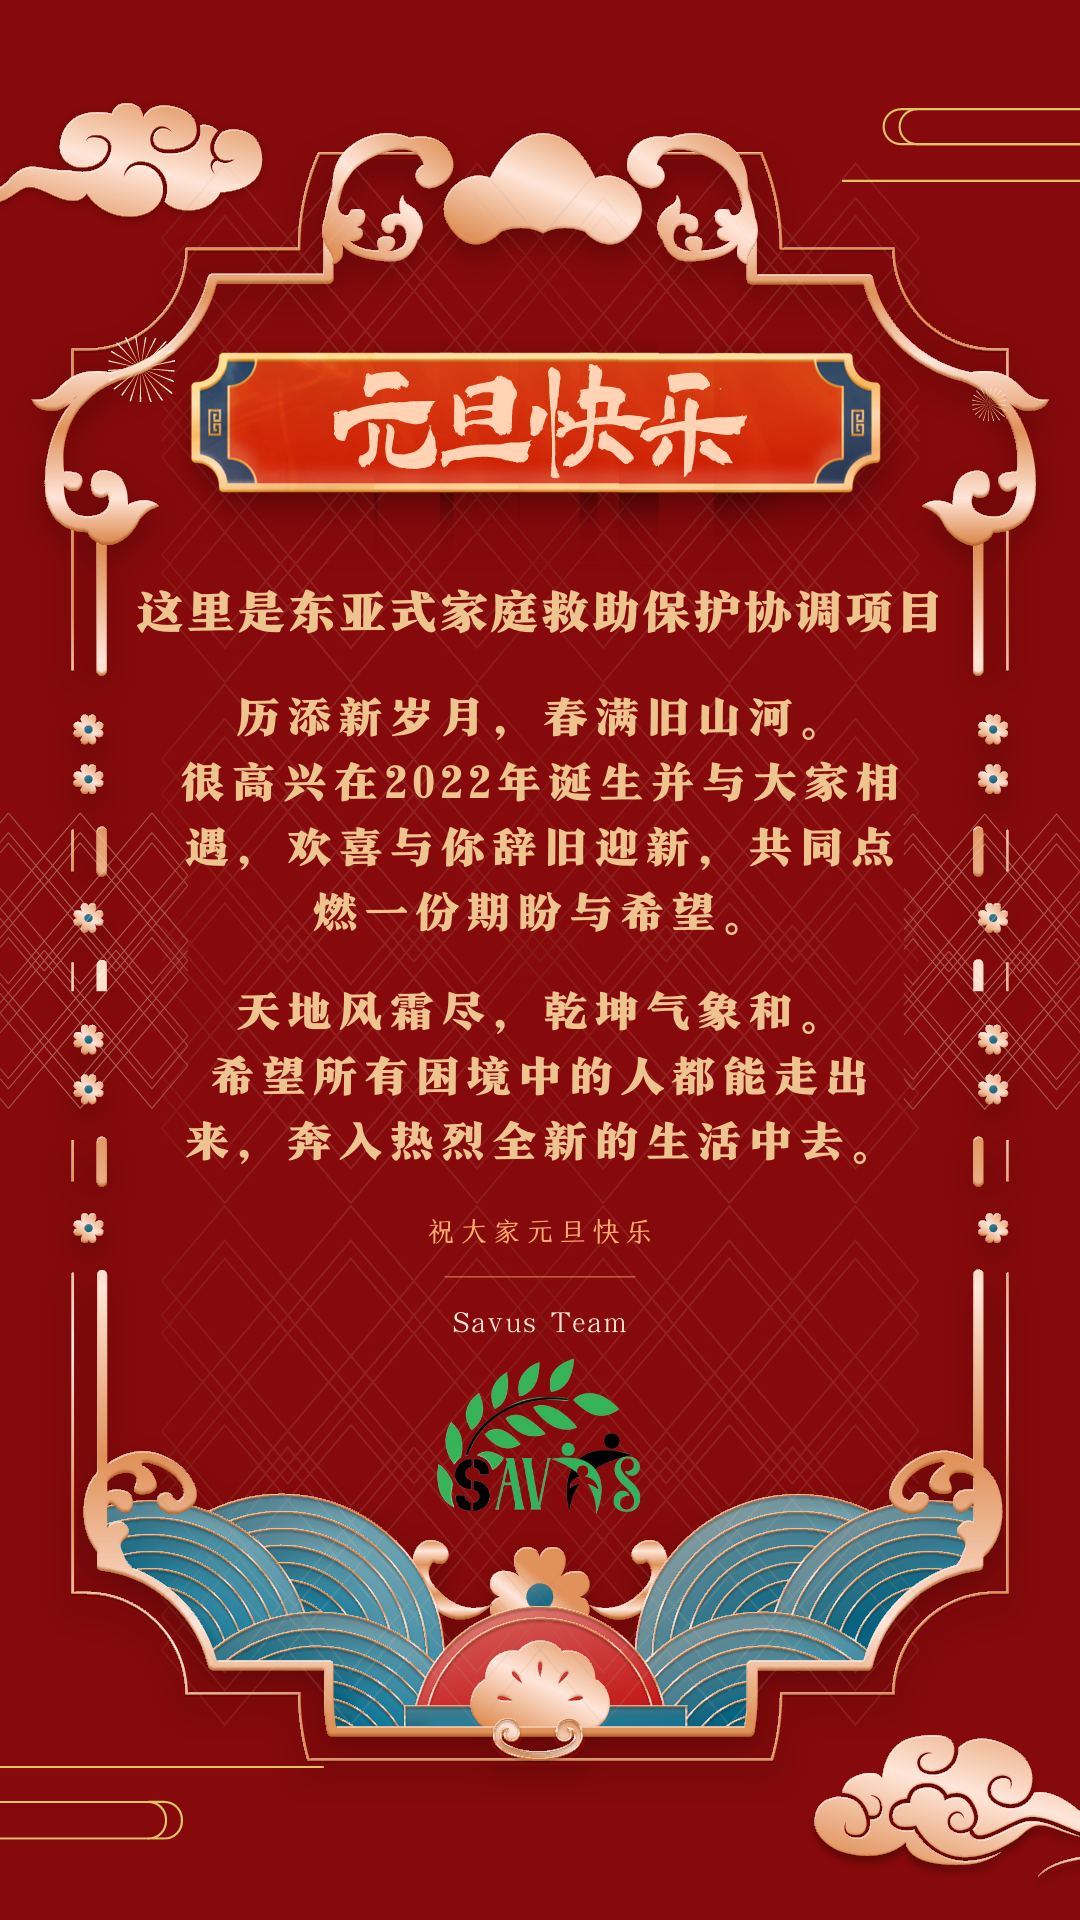 元旦快乐
这里是东亚式家庭救助保护协调项目
历添新岁月，春满旧山河。
很高兴在2022年诞生并与大家相
遇，欢喜与你辞旧迎新，共同点
燃一份期盼与希望。
天地风霜尽，乾坤气象和。
希望所有困境中的人都能走出
来，奔入热烈全新的生活中去。
祝大家元旦快乐
Savus Team
SAVUS